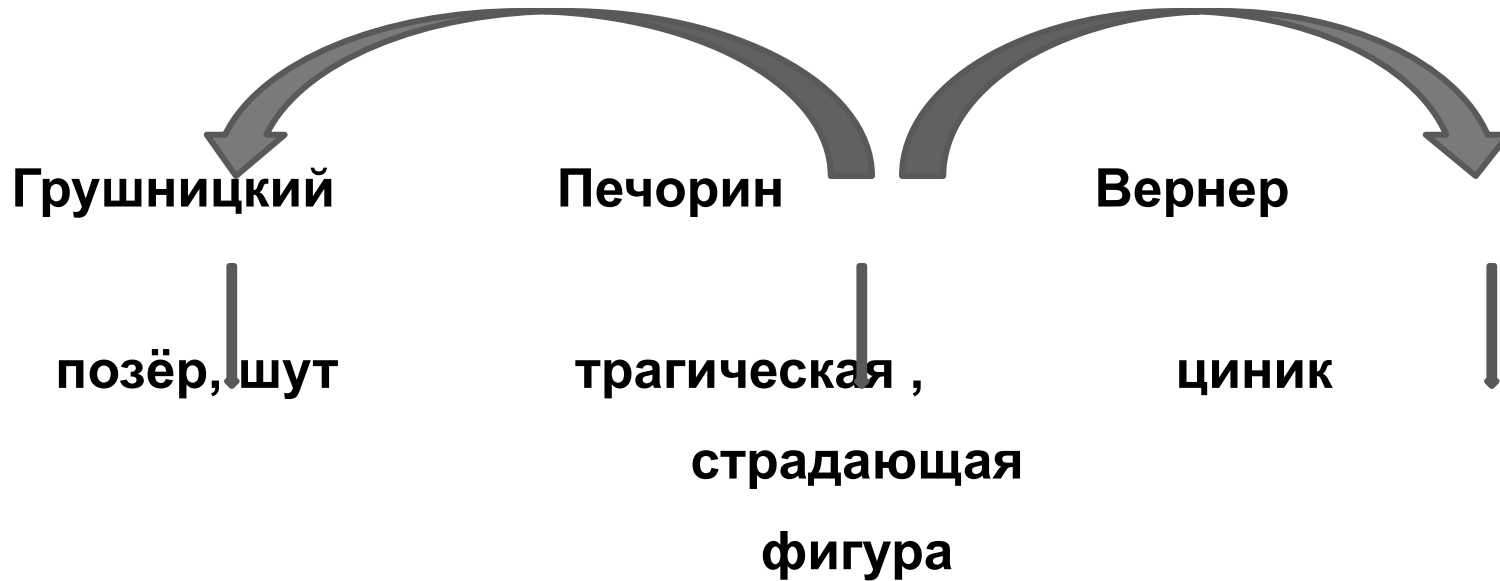 Грушницкий Печорин Вернер
позёр, шут трагическая , циник
страдающая
фигура